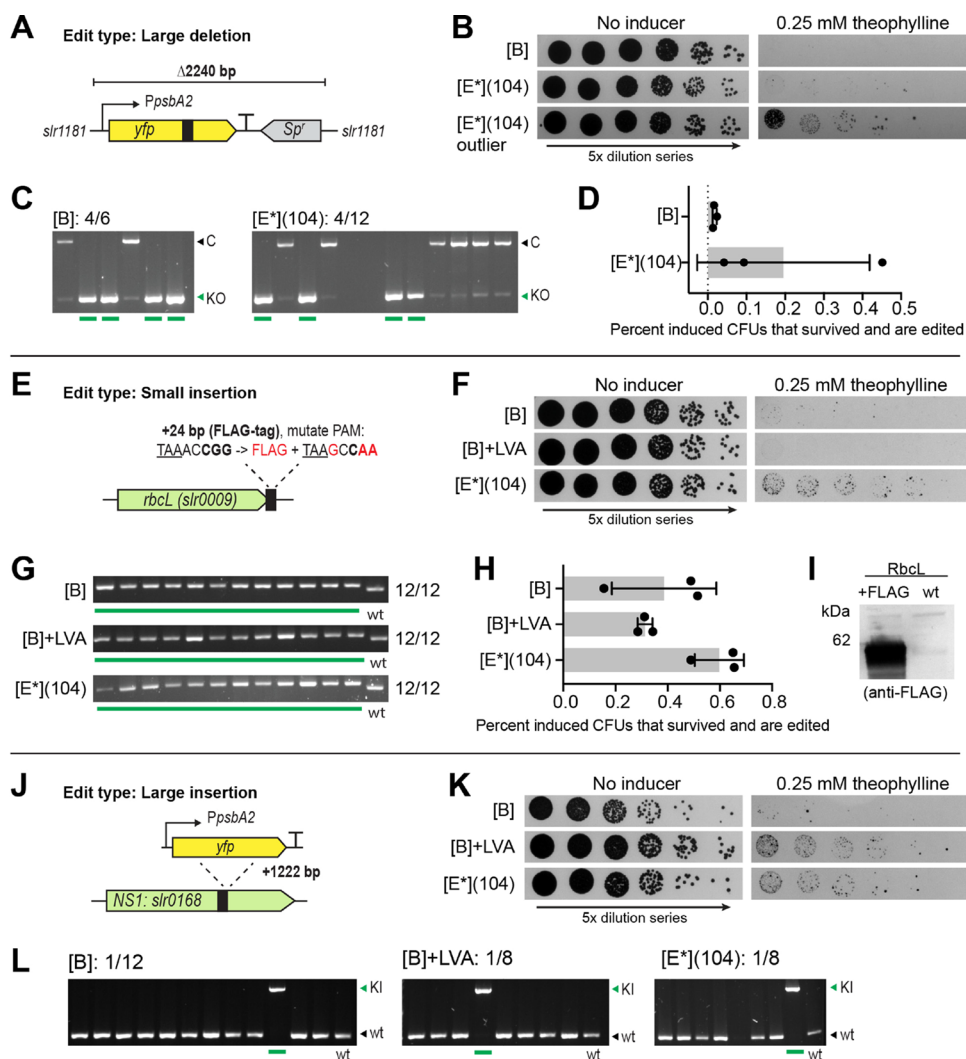 A
Edit type: Large deletion
Δ2240 bp
PpsbA2
slr1181
yfp
Spʳ
slr1181
B
No inducer
0.25 mM theophylline
[B]
[E*](104)
[E*](104)
outlier
5x dilution series
C
[B]: 4/6
[E*](104): 4/12
C
KO
C
KO
D
[B]
[E*](104)
0.0 0.1 0.2 0.3 0.4 0.5
Percent induced CFUs that survived and are edited
E
Edit type: Small insertion
+24 bp (FLAG-tag), mutate PAM:
TAAACCGG -> FLAG + TAAGCCAA
rbcL (slr0009)
F
No inducer
0.25 mM theophylline
[B]
[B]+LVA
[E*](104)
5x dilution series
G
[B]
12/12
wt
[B]+LVA
12/12
wt
[E*](104)
12/12
wt
H
[B]
[B]+LVA
[E*](104)
0.0 0.2 0.4 0.6 0.8
Percent induced CFUs that survived and are edited
I
RbcL
+FLAG wt
kDa
62
(anti-FLAG)
J
Edit type: Large insertion
PpsbA2
yfp
+1222 bp
NS1: slr0168
K
No inducer
0.25 mM theophylline
[B]
[B]+LVA
[E*](104)
5x dilution series
L
[B]: 1/12
KI
wt
wt
[B]+LVA: 1/8
KI
wt
wt
[E*](104): 1/8
KI
wt
wt